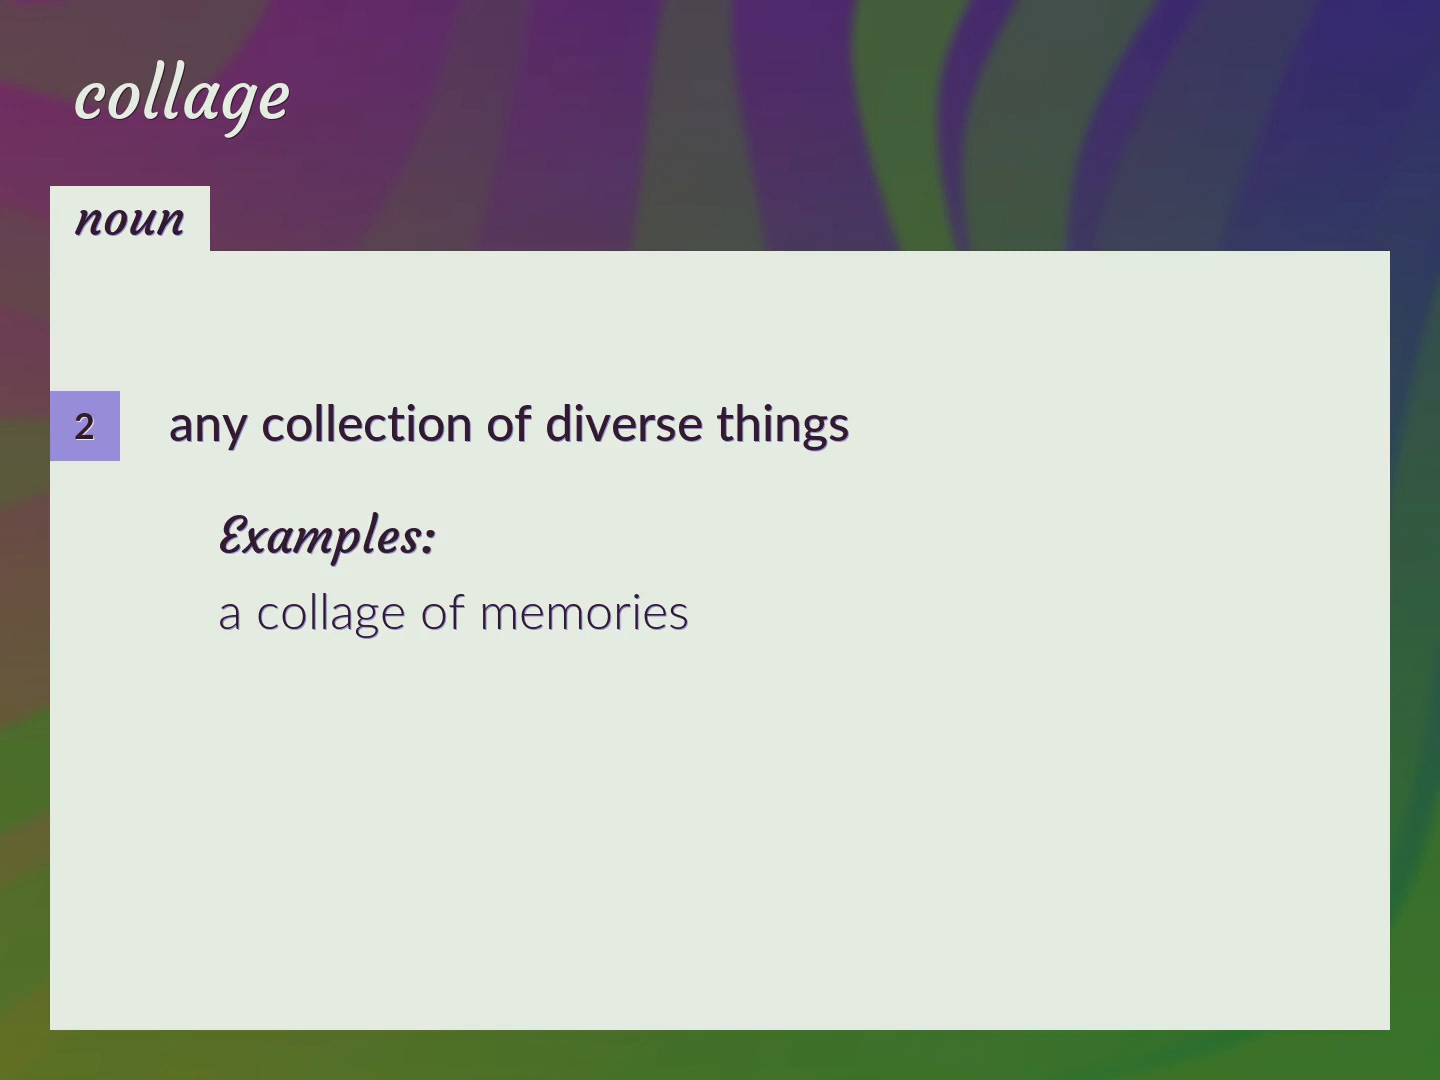 collage
noun
2 any collection of diverse things
Examples:
a collage of memories